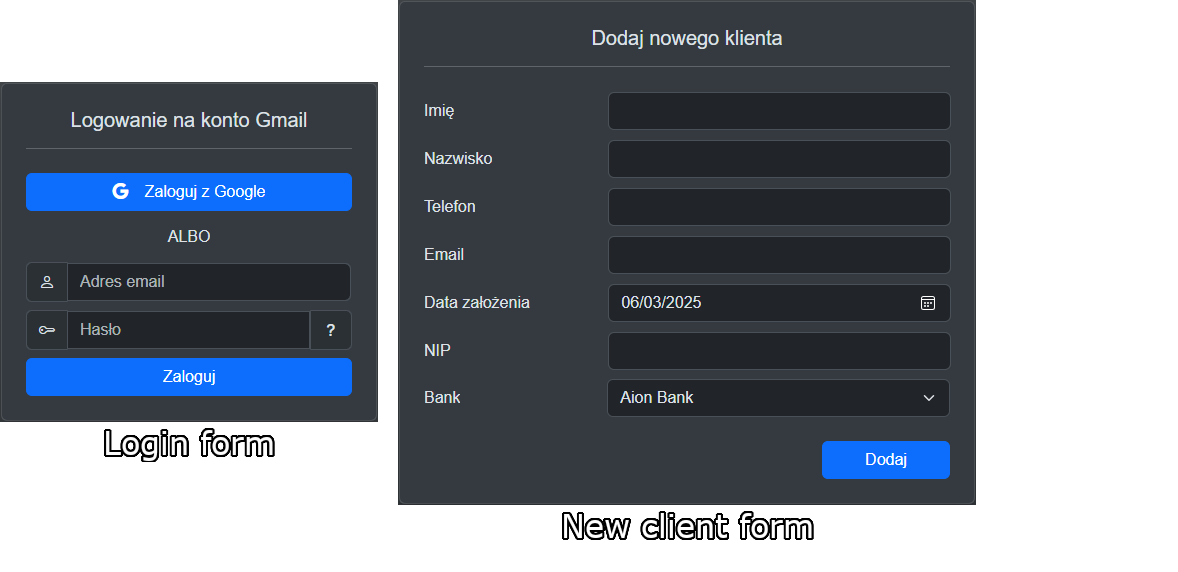 Logowanie na konto Gmail
Zaloguj z Google
ALBO
Adres email
Hasło
?
Zaloguj
Login form
Dodaj nowego klienta
Imię
Nazwisko
Telefon
Email
Data założenia 06/03/2025
NIP
Bank Aion Bank
Dodaj
New client form